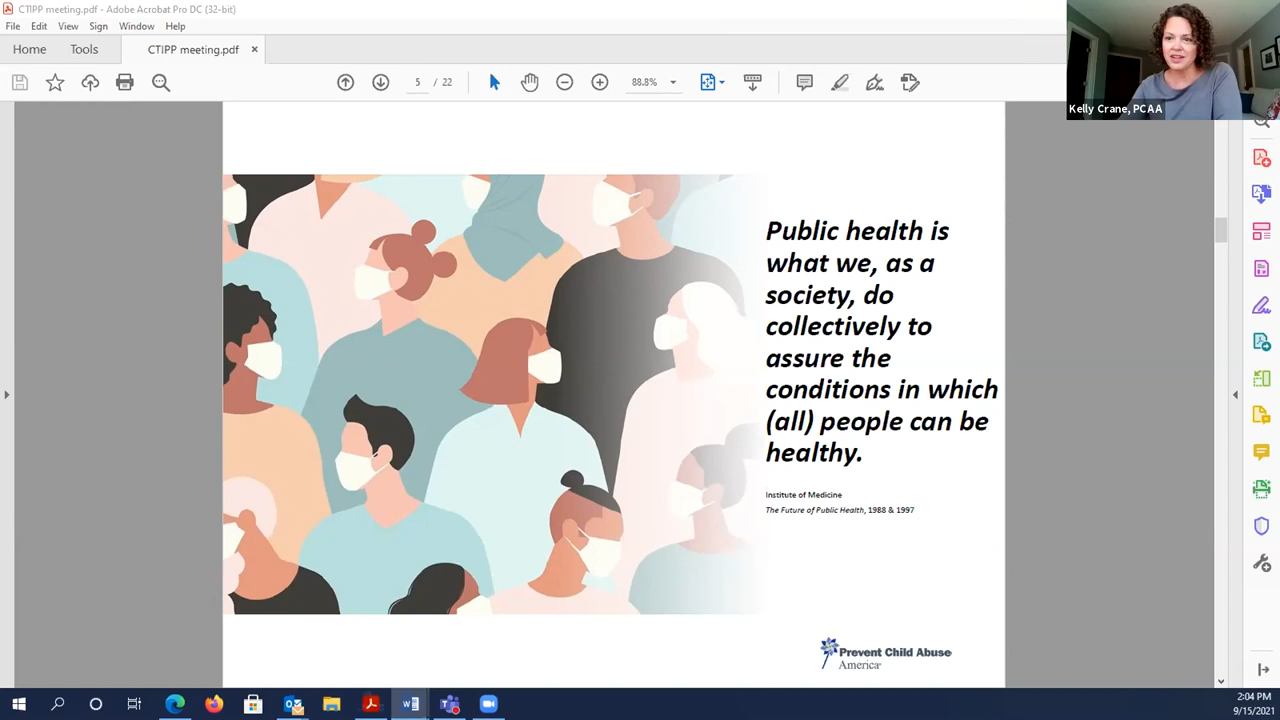 CTIPP meeting.pdf - Adobe Acrobat Pro DC (32-bit)
File Edit View Sign Window Help
Home Tools CTIPP meeting.pdf ×
5 / 22 88.8%
Kelly Crane, PCAA
Public health is
what we, as a
society, do
collectively to
assure the
conditions in which
(all) people can be
healthy.
Institute of Medicine
The Future of Public Health, 1988 & 1997
Prevent Child Abuse
America
2:04 PM
9/15/2021